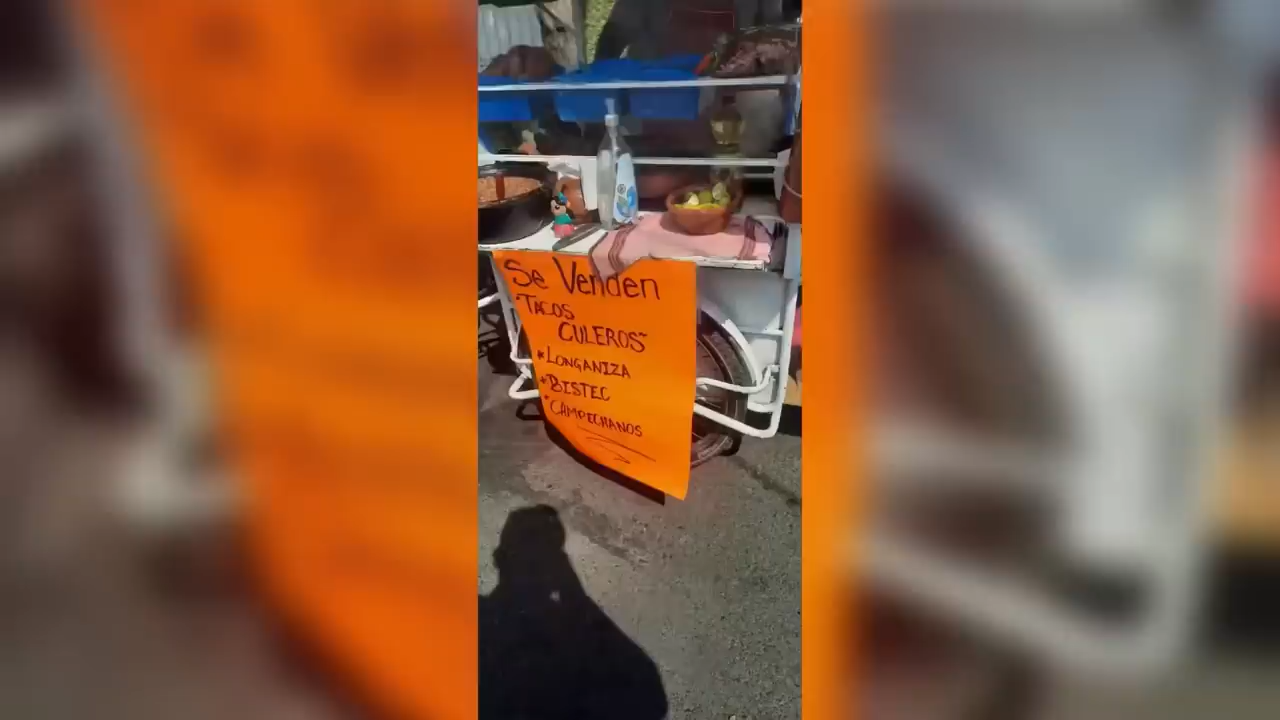 Se Venden
"TACOS
CULEROS"
*LONGANIZA
*BISTEC
*CAMPECHANOS